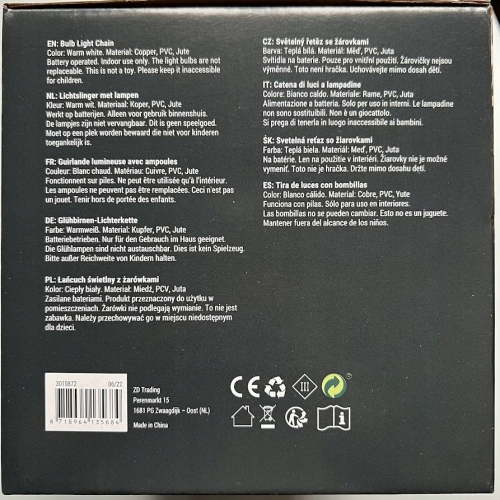 EN: Bulb Light Chain
Color: Warm white. Material: Copper, PVC, Jute
Battery operated. Indoor use only. The light bulbs are not
replaceable. This is not a toy. Please keep it inaccessible
for children.
NL: Lichtslinger met lampen
Kleur: Warm wit. Materiaal: Koper, PVC, Jute
Werkt op batterijen. Alleen voor gebruik binnenshuis.
De lampjes zijn niet vervangbaar. Dit is geen speelgoed.
Moet op een plek worden bewaard die niet voor kinderen
toegankelijk is.
FR: Guirlande lumineuse avec ampoules
Couleur: Blanc chaud. Matériau: Cuivre, PVC, Jute
Fonctionnent sur piles. Ne peut être utilisée qu'à l'intérieur.
Les ampoules ne peuvent pas être remplacées. Ceci n'est pas
un jouet. Tenir hors de portée des enfants.
DE: Glühbirnen-Lichterkette
Farbe: Warmweiß. Material: Kupfer, PVC, Jute
Batteriebetrieben. Nur für den Gebrauch im Haus geeignet.
Die Glühlampen sind nicht austauschbar. Dies ist kein Spielzeug.
Bitte außer Reichweite von Kindern halten.
PL: Łańcuch świetlny z żarówkami
Kolor: Ciepły biały. Materiał: Miedź, PCV, Juta
Zasilane bateriami. Produkt przeznaczony do użytku w
pomieszczeniach. Żarówki nie podlegają wymianie. To nie jest
zabawka. Należy przechowywać go w miejscu niedostępnym
dla dzieci.
CZ: Světelný řetěz se žárovkami
Barva: Teplá bílá. Materiál: Měď, PVC, Juta
Svítidla na baterie. Pouze pro vnitřní použití. Žárovičky nejsou
výměnné. Toto není hračka. Uchovávejte mimo dosah dětí.
IT: Catena di luci a lampadine
Colore: Bianco caldo. Materiale: Rame, PVC, Juta
Alimentazione a batteria. Solo per uso in interni. Le lampadine
non sono sostituibili. Non è un giocattolo.
Si prega di tenerla in luogo inaccessibile ai bambini.
SK: Svetelná reťaz so žiarovkami
Farba: Teplá biela. Materiál: Meď, PVC, Juta
Na batérie. Len na použitie v interiéri. Žiarovky nie je možné
vymeniť. Toto nie je hračka. Držte mimo dosahu detí.
ES: Tira de luces con bombillas
Color: Blanco cálido. Material: Cobre, PVC, Yute
Funciona con pilas. Sólo para uso en interiores.
Las bombillas no se pueden cambiar. Esto no es un juguete.
Mantener fuera del alcance de los niños.
3010872 06/22
8 718964 135684
ZD Trading
Perenmarkt 15
1681 PG Zwaagdijk – Oost (NL)
Made in China
CE
III
i